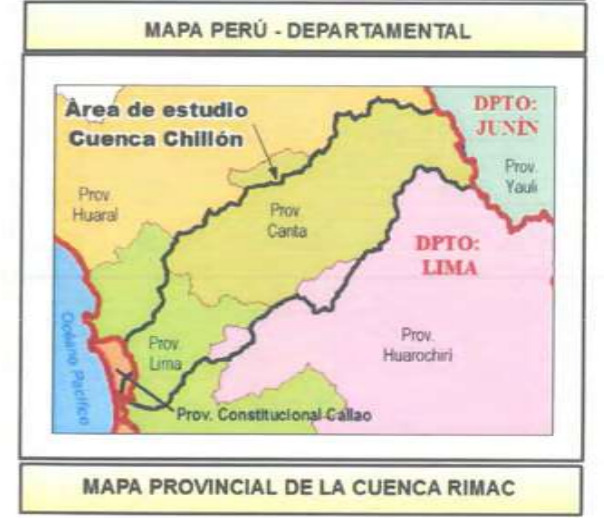 MAPA PERÚ - DEPARTAMENTAL
Área de estudio
Cuenca Chillón
DPTO:
JUNÍN
Prov.
Yauli
Prov
Huaral
Prov
Canta
DPTO:
LIMA
Océano Pacífico
Prov.
Lima
Prov.
Huarochirí
Prov. Constitucional Callao
MAPA PROVINCIAL DE LA CUENCA RIMAC